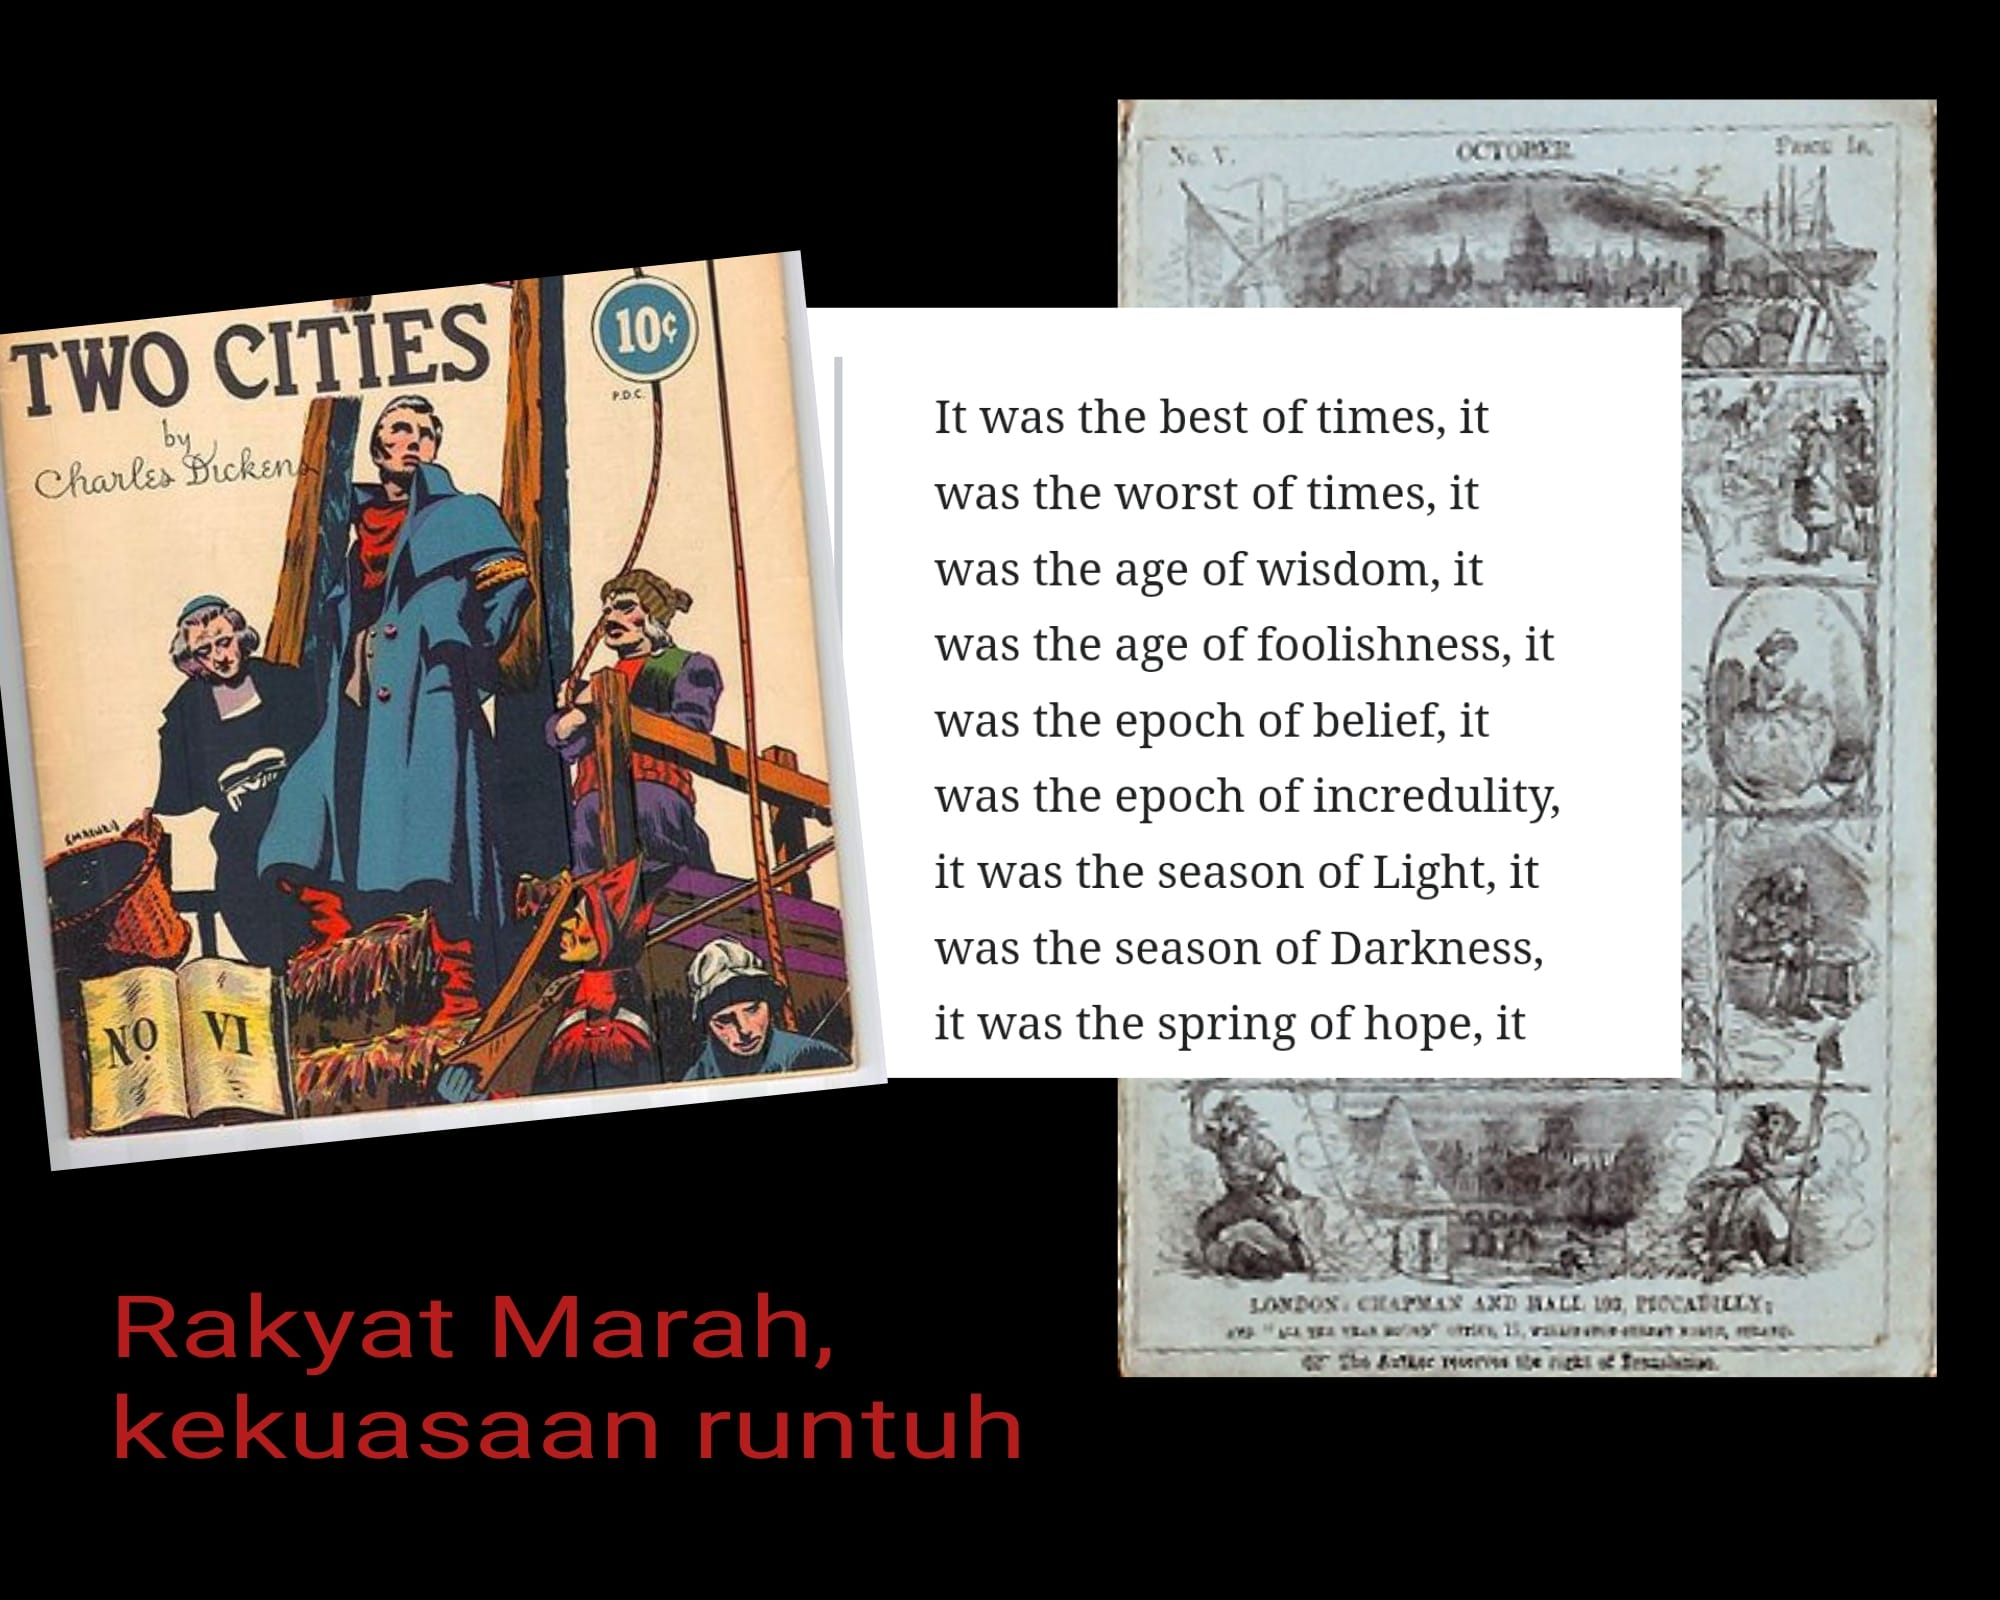 TWO CITIES
by
Charles Dickens
10¢
P.D.C.
NO VI
It was the best of times, it
was the worst of times, it
was the age of wisdom, it
was the age of foolishness, it
was the epoch of belief, it
was the epoch of incredulity,
it was the season of Light, it
was the season of Darkness,
it was the spring of hope, it
No. V.
OCTOBER.
PRICE 1s.
LONDON: CHAPMAN AND HALL, 193, PICCADILLY;
AND "ALL THE YEAR ROUND" OFFICE, 11, WELLINGTON STREET NORTH, STRAND.
The Author reserves the right of Translation.
Rakyat Marah,
kekuasaan runtuh